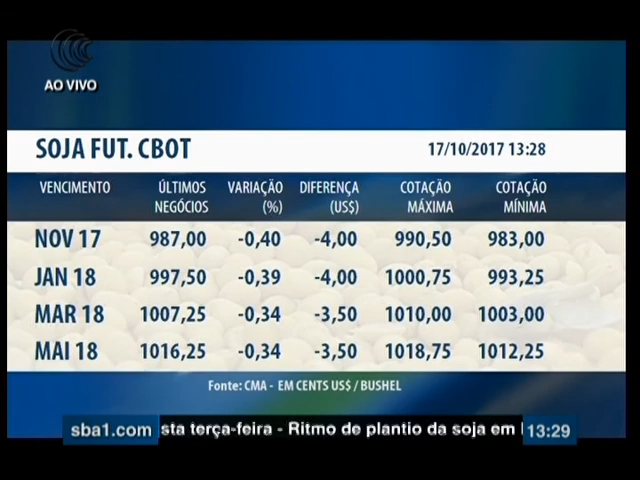 AO VIVO
SOJA FUT. CBOT 17/10/2017 13:28
VENCIMENTO ÚLTIMOS NEGÓCIOS VARIAÇÃO (%) DIFERENÇA (US$) COTAÇÃO MÁXIMA COTAÇÃO MÍNIMA
NOV 17 987,00 -0,40 -4,00 990,50 983,00
JAN 18 997,50 -0,39 -4,00 1000,75 993,25
MAR 18 1007,25 -0,34 -3,50 1010,00 1003,00
MAI 18 1016,25 -0,34 -3,50 1018,75 1012,25
Fonte: CMA - EM CENTS US$ / BUSHEL
sba1.com sta terça-feira - Ritmo de plantio da soja em 13:29